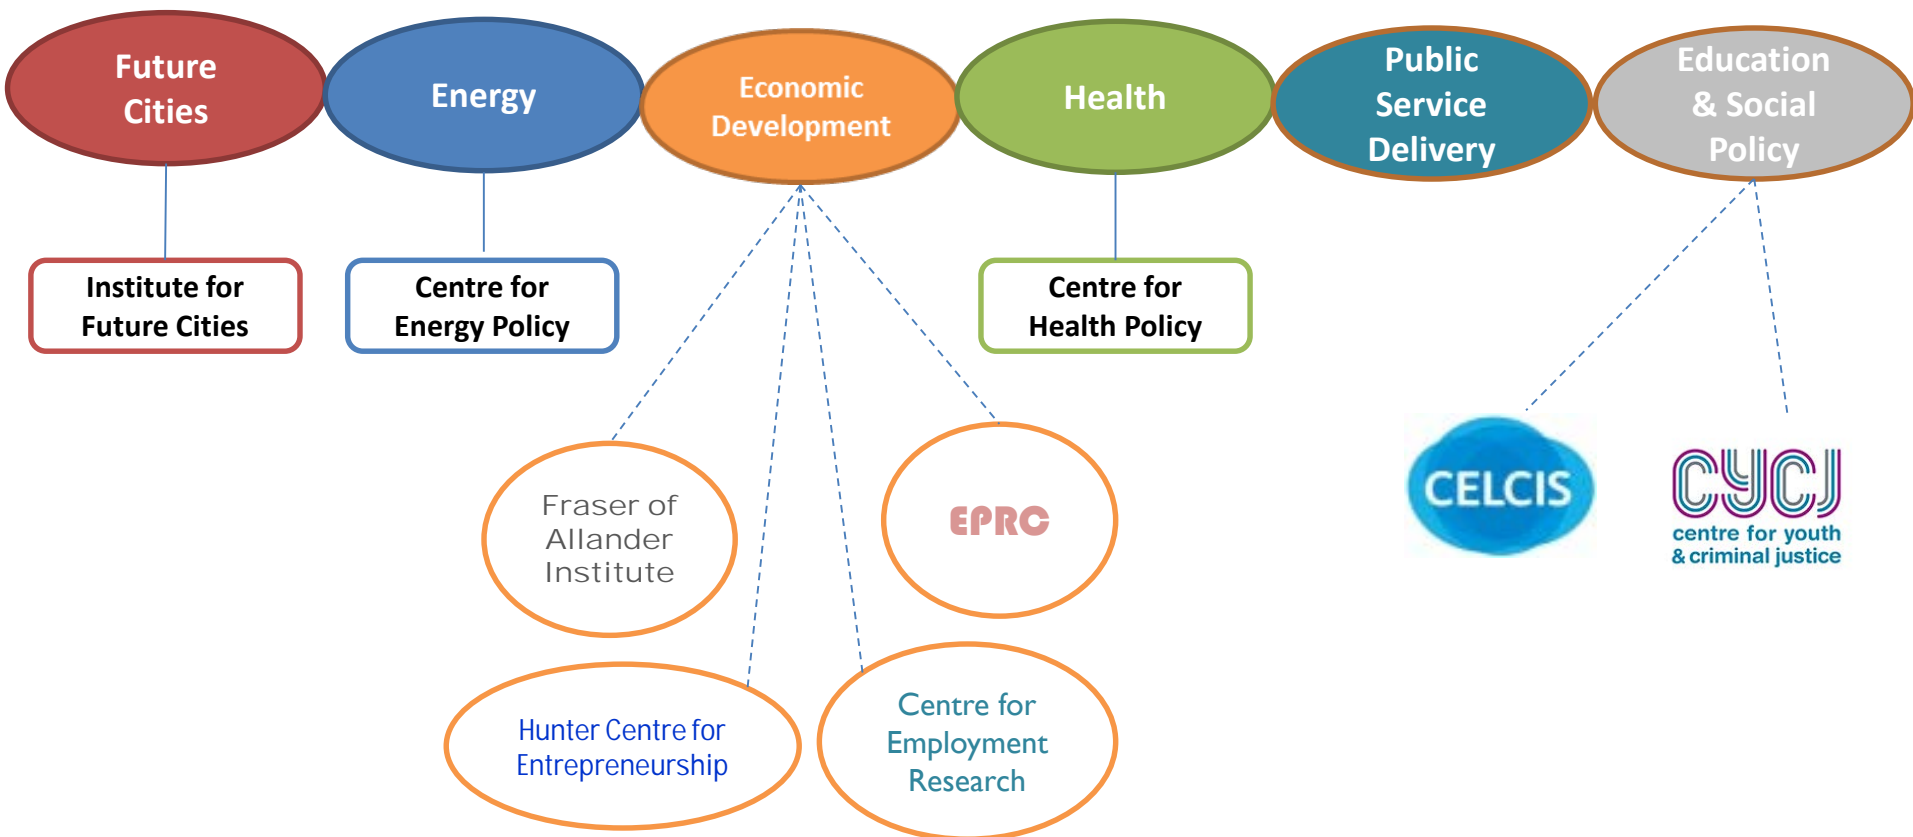 Future
Cities
Energy
Economic
Development
Health
Public
Service
Delivery
Education
& Social
Policy
Institute for
Future Cities
Centre for
Energy Policy
Centre for
Health Policy
Fraser of
Allander
Institute
EPRC
CELCIS
CYCJ
centre for youth
& criminal justice
Hunter Centre for
Entrepreneurship
Centre for
Employment
Research